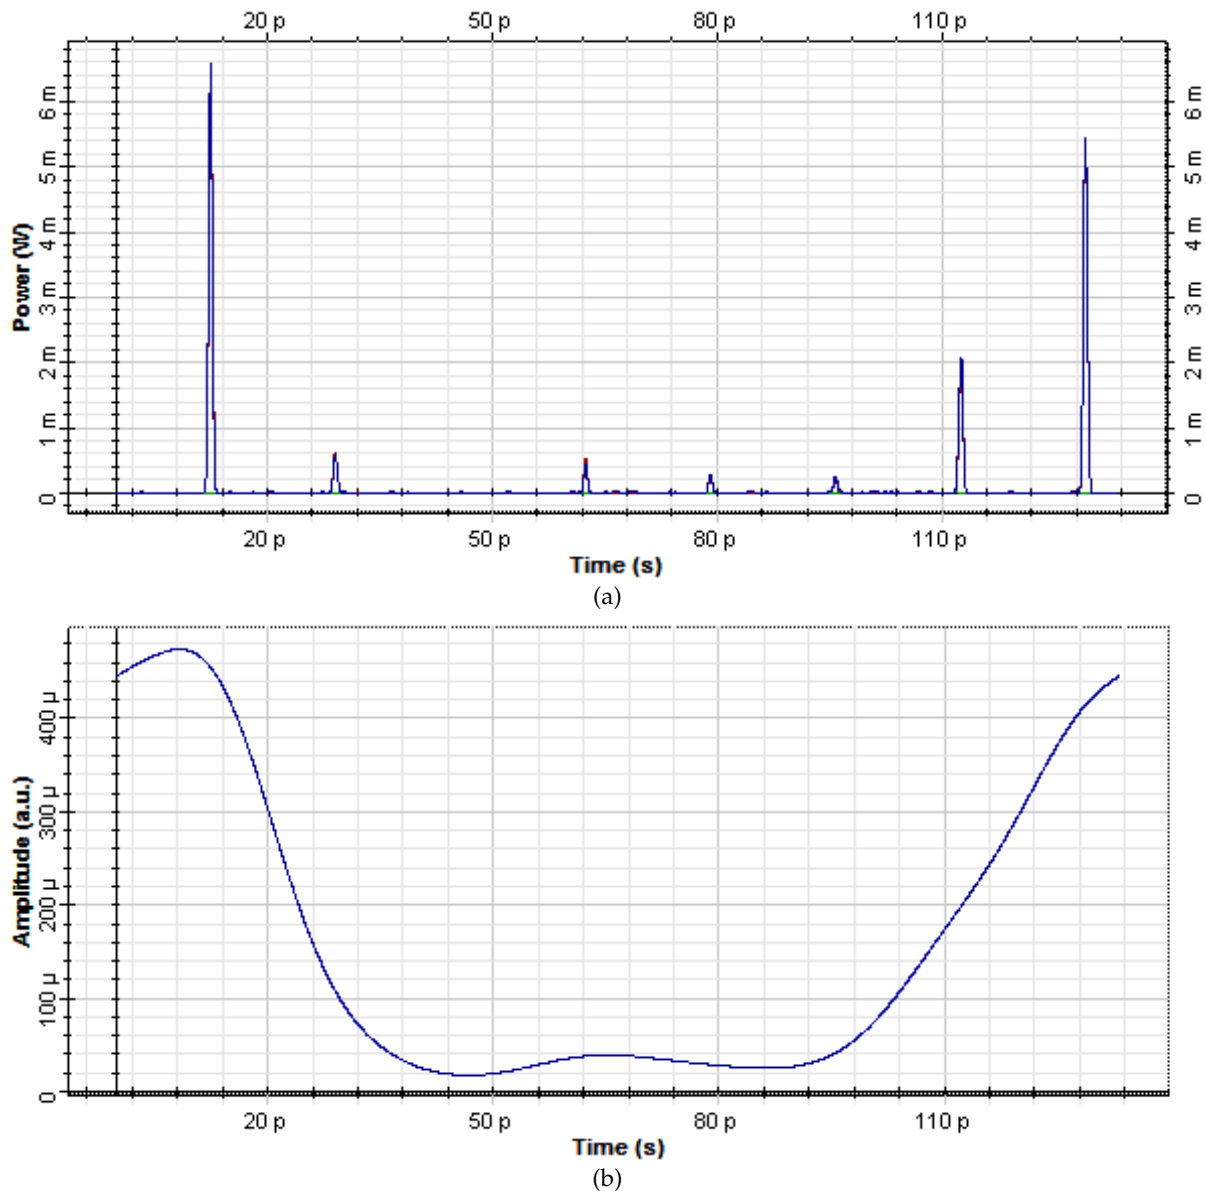 20 p 50 p 80 p 110 p
6 m 6 m
5 m 5 m
4 m 4 m
3 m 3 m
2 m 2 m
1 m 1 m
0 0
Power (W)
20 p 50 p 80 p 110 p
Time (s)
(a)
400 µ
300 µ
200 µ
100 µ
0
Amplitude (a.u.)
20 p 50 p 80 p 110 p
Time (s)
(b)